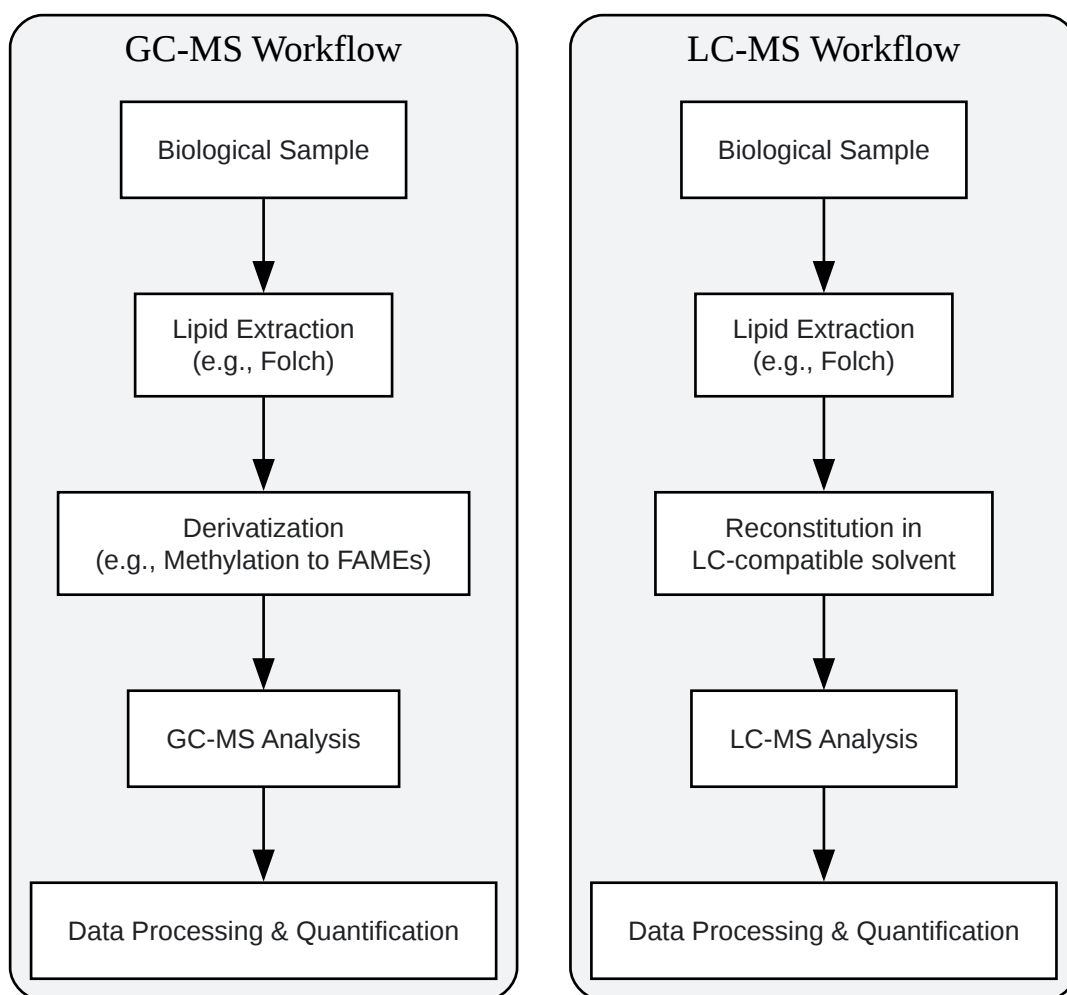 GC-MS Workflow
Biological Sample
Lipid Extraction
(e.g., Folch)
Derivatization
(e.g., Methylation to FAMEs)
GC-MS Analysis
Data Processing & Quantification
LC-MS Workflow
Biological Sample
Lipid Extraction
(e.g., Folch)
Reconstitution in
LC-compatible solvent
LC-MS Analysis
Data Processing & Quantification